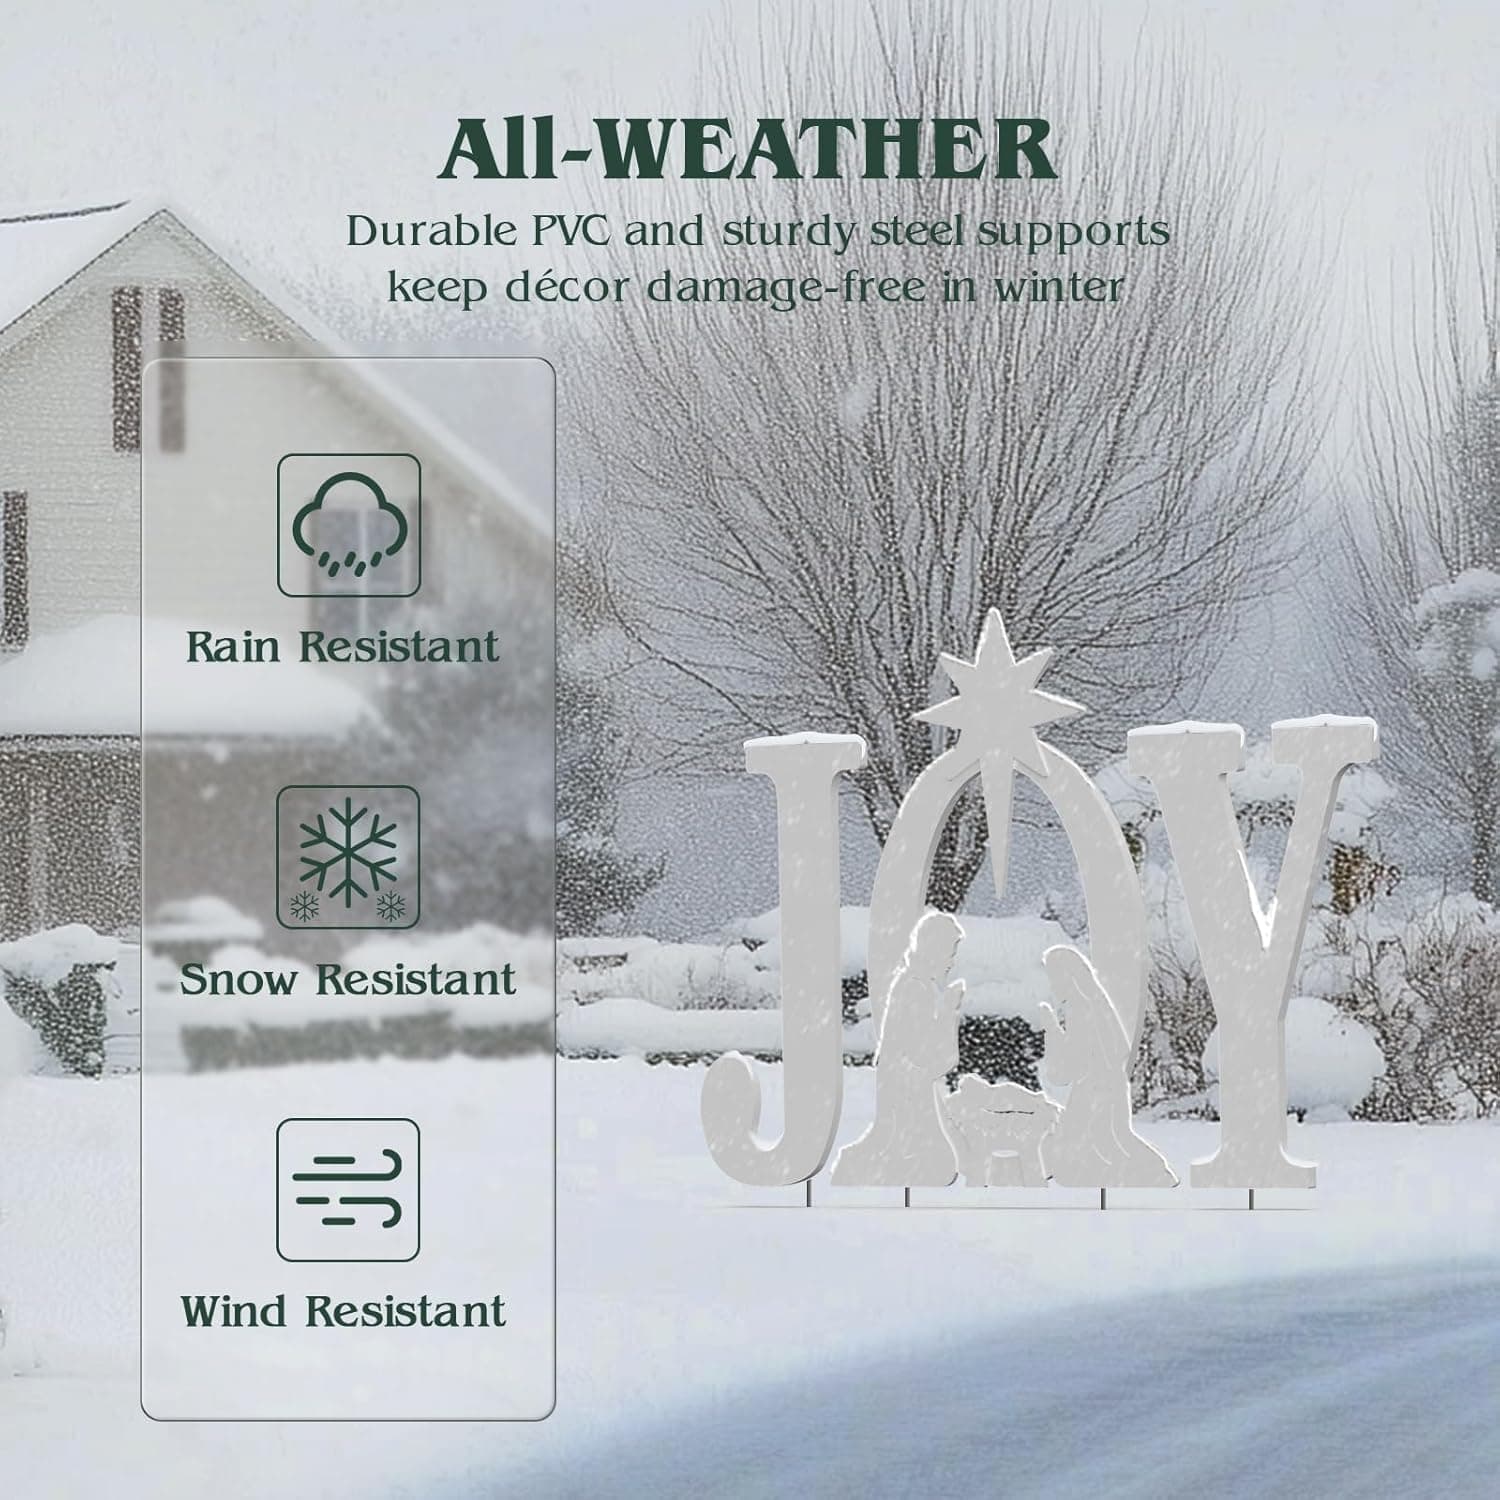 All-WEATHER
Durable PVC and sturdy steel supports
keep décor damage-free in winter
Rain Resistant
Snow Resistant
Wind Resistant
JOY